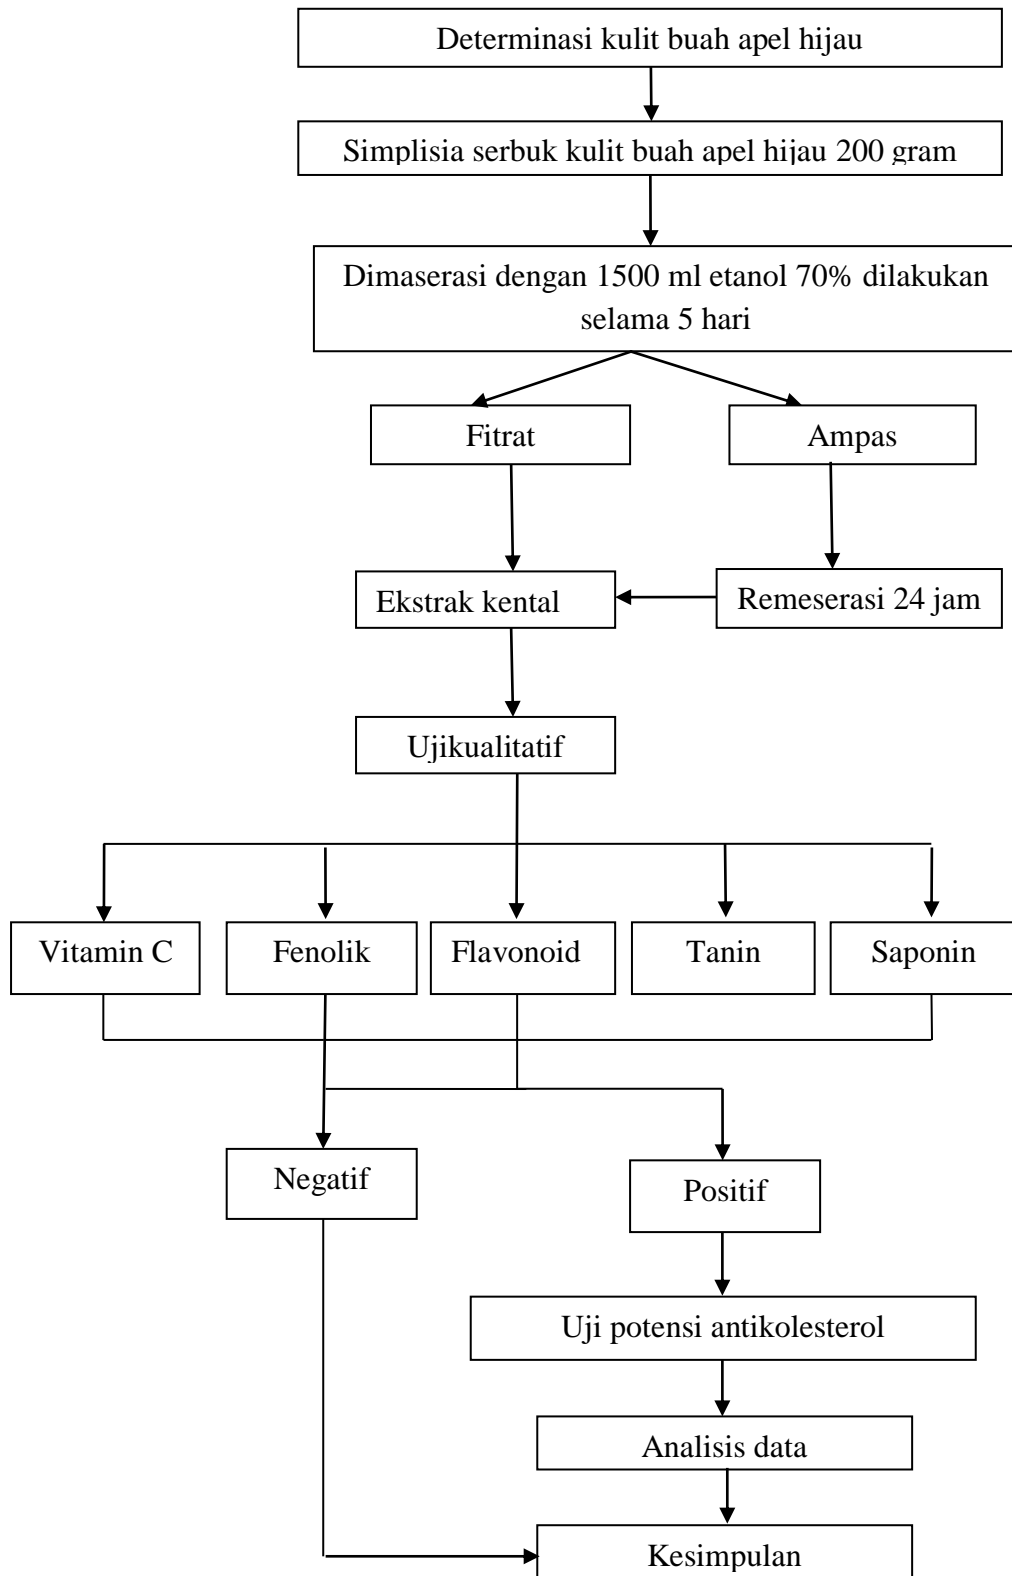 Determinasi kulit buah apel hijau
Simplisia serbuk kulit buah apel hijau 200 gram
Dimaserasi dengan 1500 ml etanol 70% dilakukan
selama 5 hari
Fitrat
Ampas
Ekstrak kental
Remeserasi 24 jam
Ujikualitatif
Vitamin C
Fenolik
Flavonoid
Tanin
Saponin
Negatif
Positif
Uji potensi antikolesterol
Analisis data
Kesimpulan